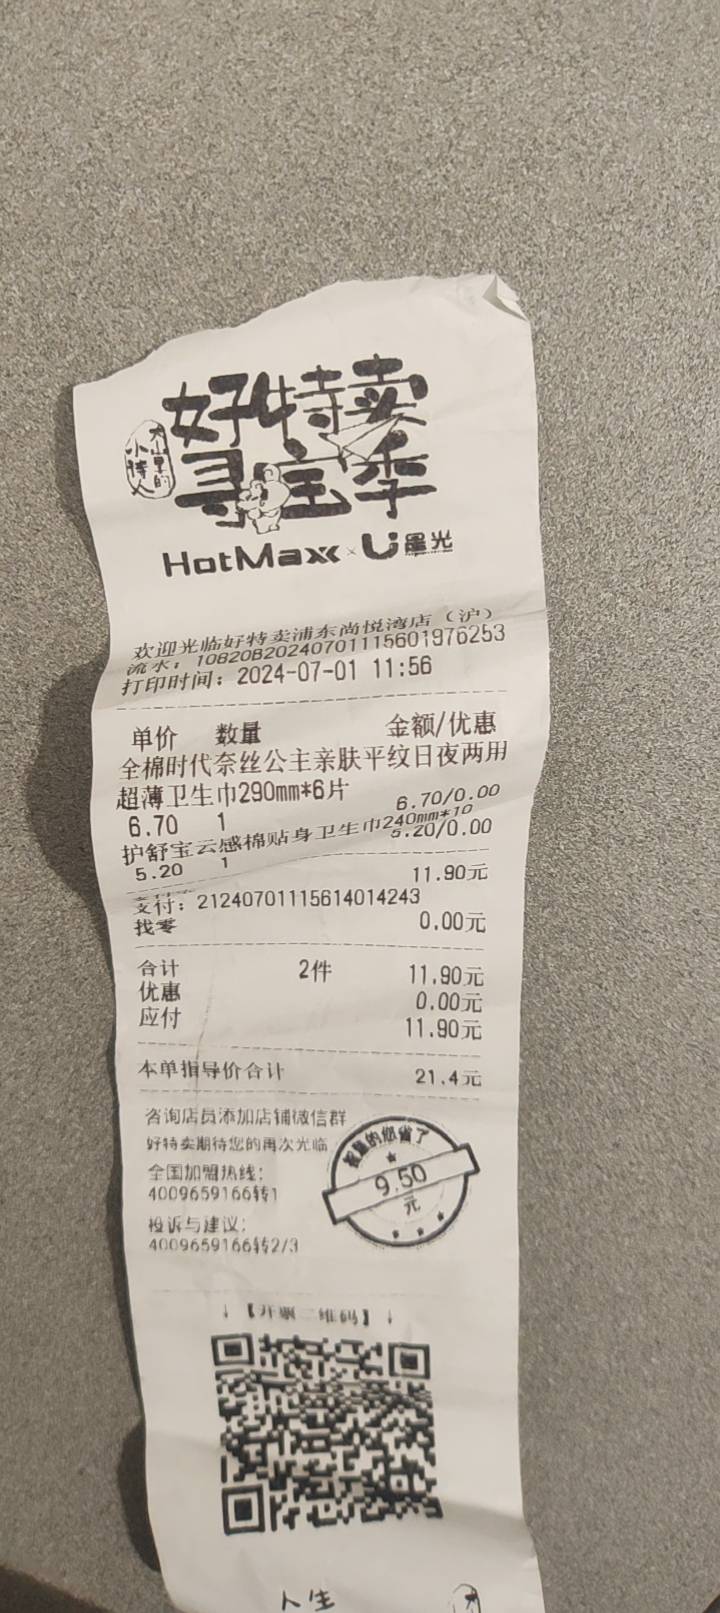 好特卖
寻宝季
大小草的
小特人
HotMaxx × U星光
欢迎光临好特卖浦东尚悦湾店（沪）
流水：10820B20240701115601976253
打印时间：2024-07-01 11:56
单价 数量 金额/优惠
全棉时代奈丝公主亲肤平纹日夜两用
超薄卫生巾290mm*6片
6.70 1 6.70/0.00
护舒宝云感棉贴身卫生巾240mm*10
5.20 1 5.20/0.00
11.90元
支付：21240701115614014243
找零 0.00元
合计 2件 11.90元
优惠 0.00元
应付 11.90元
本单指导价合计 21.4元
咨询店员添加店铺微信群
好特卖期待您的再次光临
全国加盟热线：
4009659166转1
投诉与建议：
4009659166转2/3
您省了
9.50
元
↓【开票二维码】↓
人生